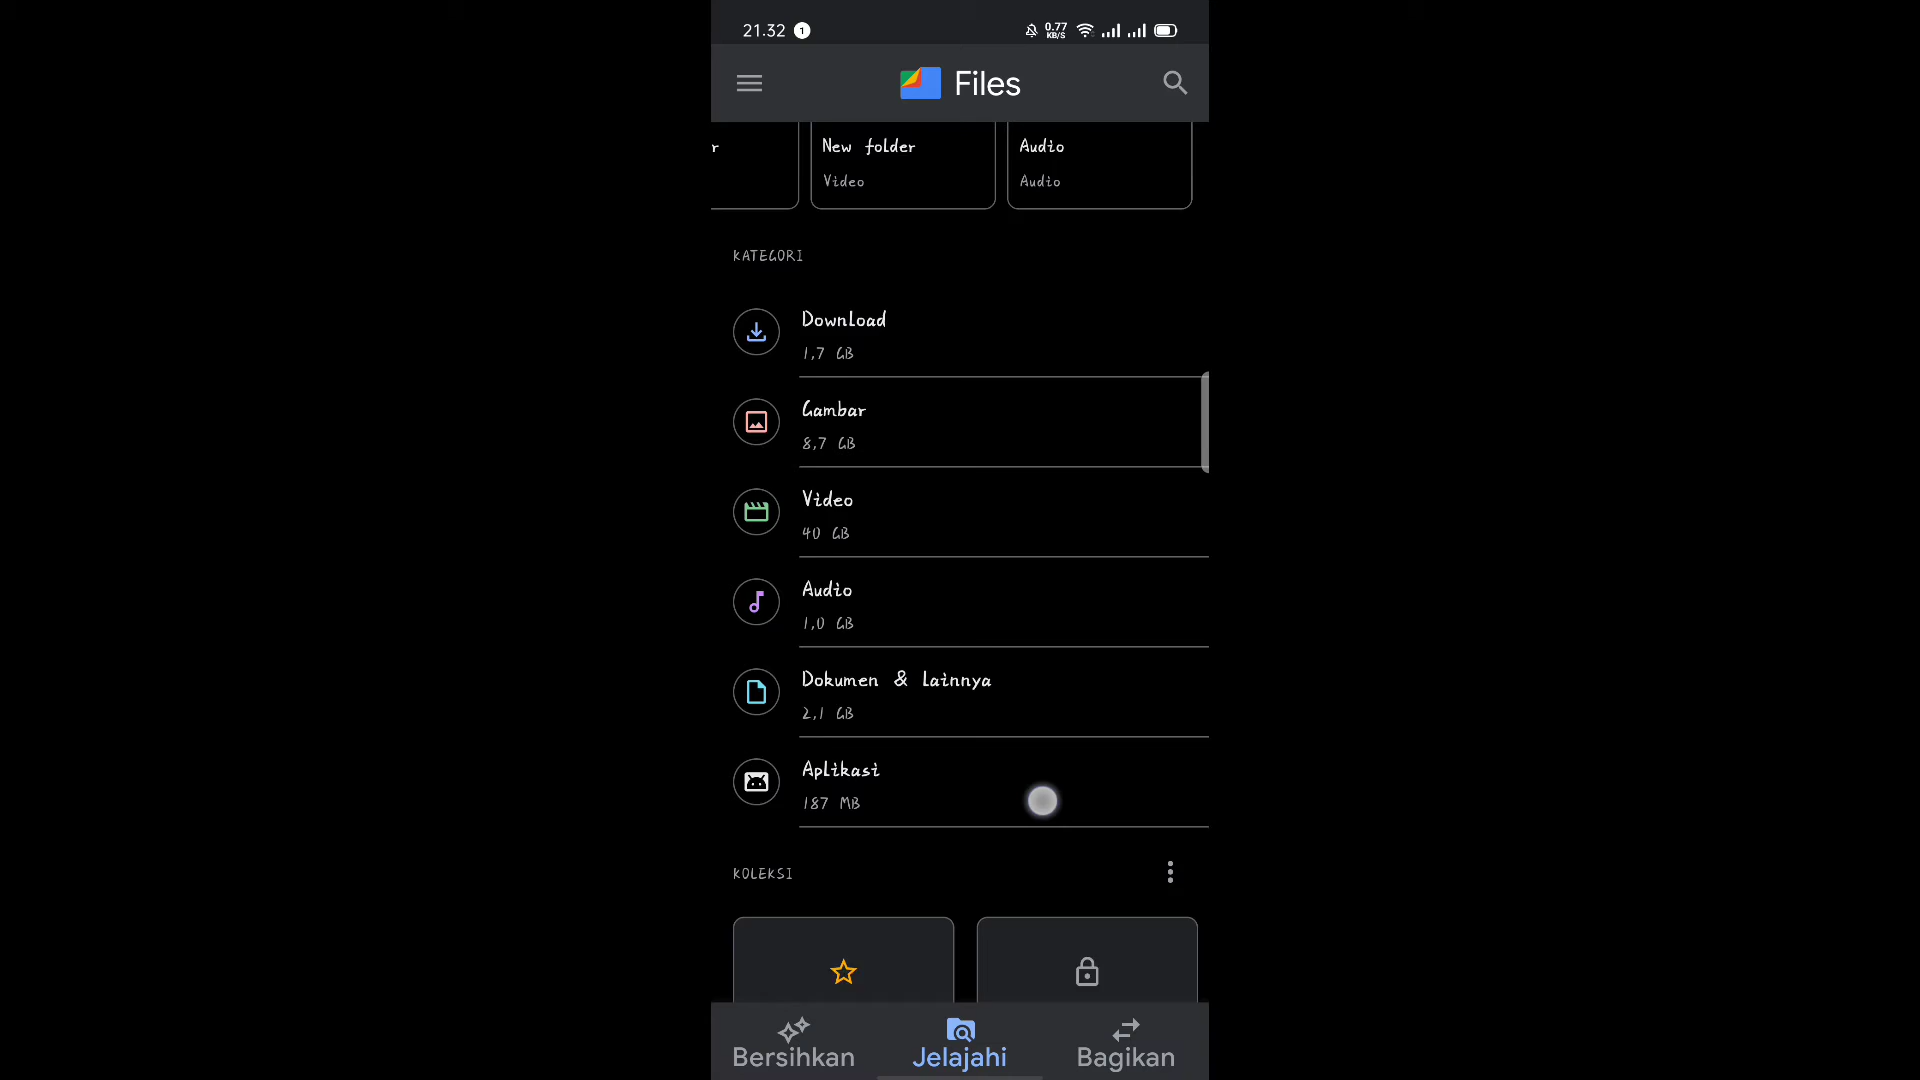 21.32 1 0.77 KB/S
Files
r New folder Audio
Video Audio
KATEGORI
Download
1,7 GB
Gambar
8,7 GB
Video
40 GB
Audio
1,0 GB
Dokumen & lainnya
2,1 GB
Aplikasi
187 MB
KOLEKSI
Bersihkan Jelajahi Bagikan